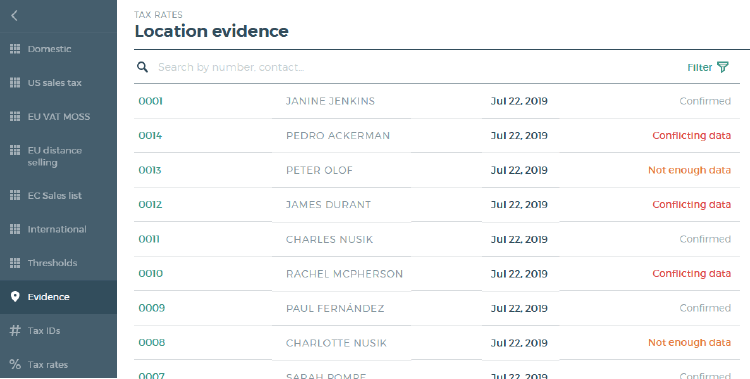 TAX RATES
Location evidence
Domestic
US sales tax
EU VAT MOSS
EU distance
selling
EC Sales list
International
Thresholds
Evidence
Tax IDs
Tax rates
Search by number, contact... Filter
0001 JANINE JENKINS Jul 22, 2019 Confirmed
0014 PEDRO ACKERMAN Jul 22, 2019 Conflicting data
0013 PETER OLOF Jul 22, 2019 Not enough data
0012 JAMES DURANT Jul 22, 2019 Conflicting data
0011 CHARLES NUSIK Jul 22, 2019 Confirmed
0010 RACHEL MCPHERSON Jul 22, 2019 Conflicting data
0009 PAUL FERNÁNDEZ Jul 22, 2019 Confirmed
0008 CHARLOTTE NUSIK Jul 22, 2019 Not enough data
0007 SARAH POMPE Jul 22, 2019 Confirmed